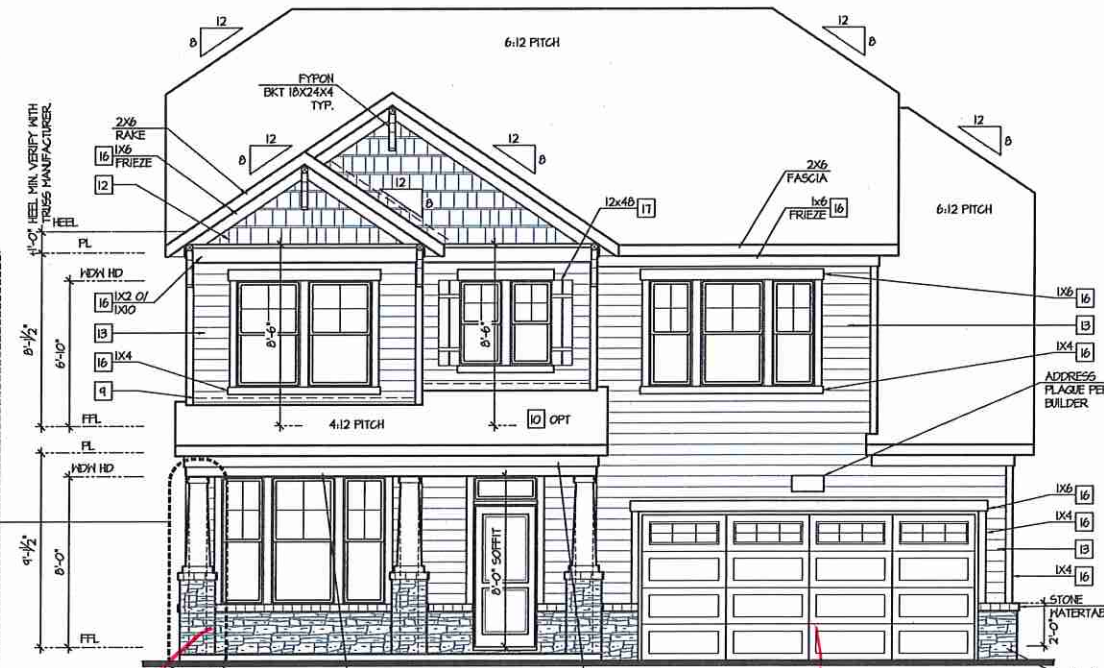 12
8
6:12 PITCH
12
8
FYPON
BKT 18X24X4
TYP.
1'-0" HEEL MIN. VERIFY WITH
TRUSS MANUFACTURER.
2X6
RAKE
16 1X6
FRIEZE
12
12
8
12
8
12
8
12
8
2X6
FASCIA
1x6
FRIEZE 16
6:12 PITCH
HEEL
PL
12x48 17
WDW HD
16 1X2 O/
1X10
13
16 1X4
9
8'-1/2"
6'-10"
8'-6"
8'-6"
1X6 16
13
1X4 16
ADDRESS
PLAQUE PER
BUILDER
FFL
4:12 PITCH
10 OPT
PL
WDW HD
9'-1/2"
8'-0"
8'-0" SOFFIT
1X6 16
1X4 16
13
1X4 16
STONE
WATERTAB
2'-0"
FFL